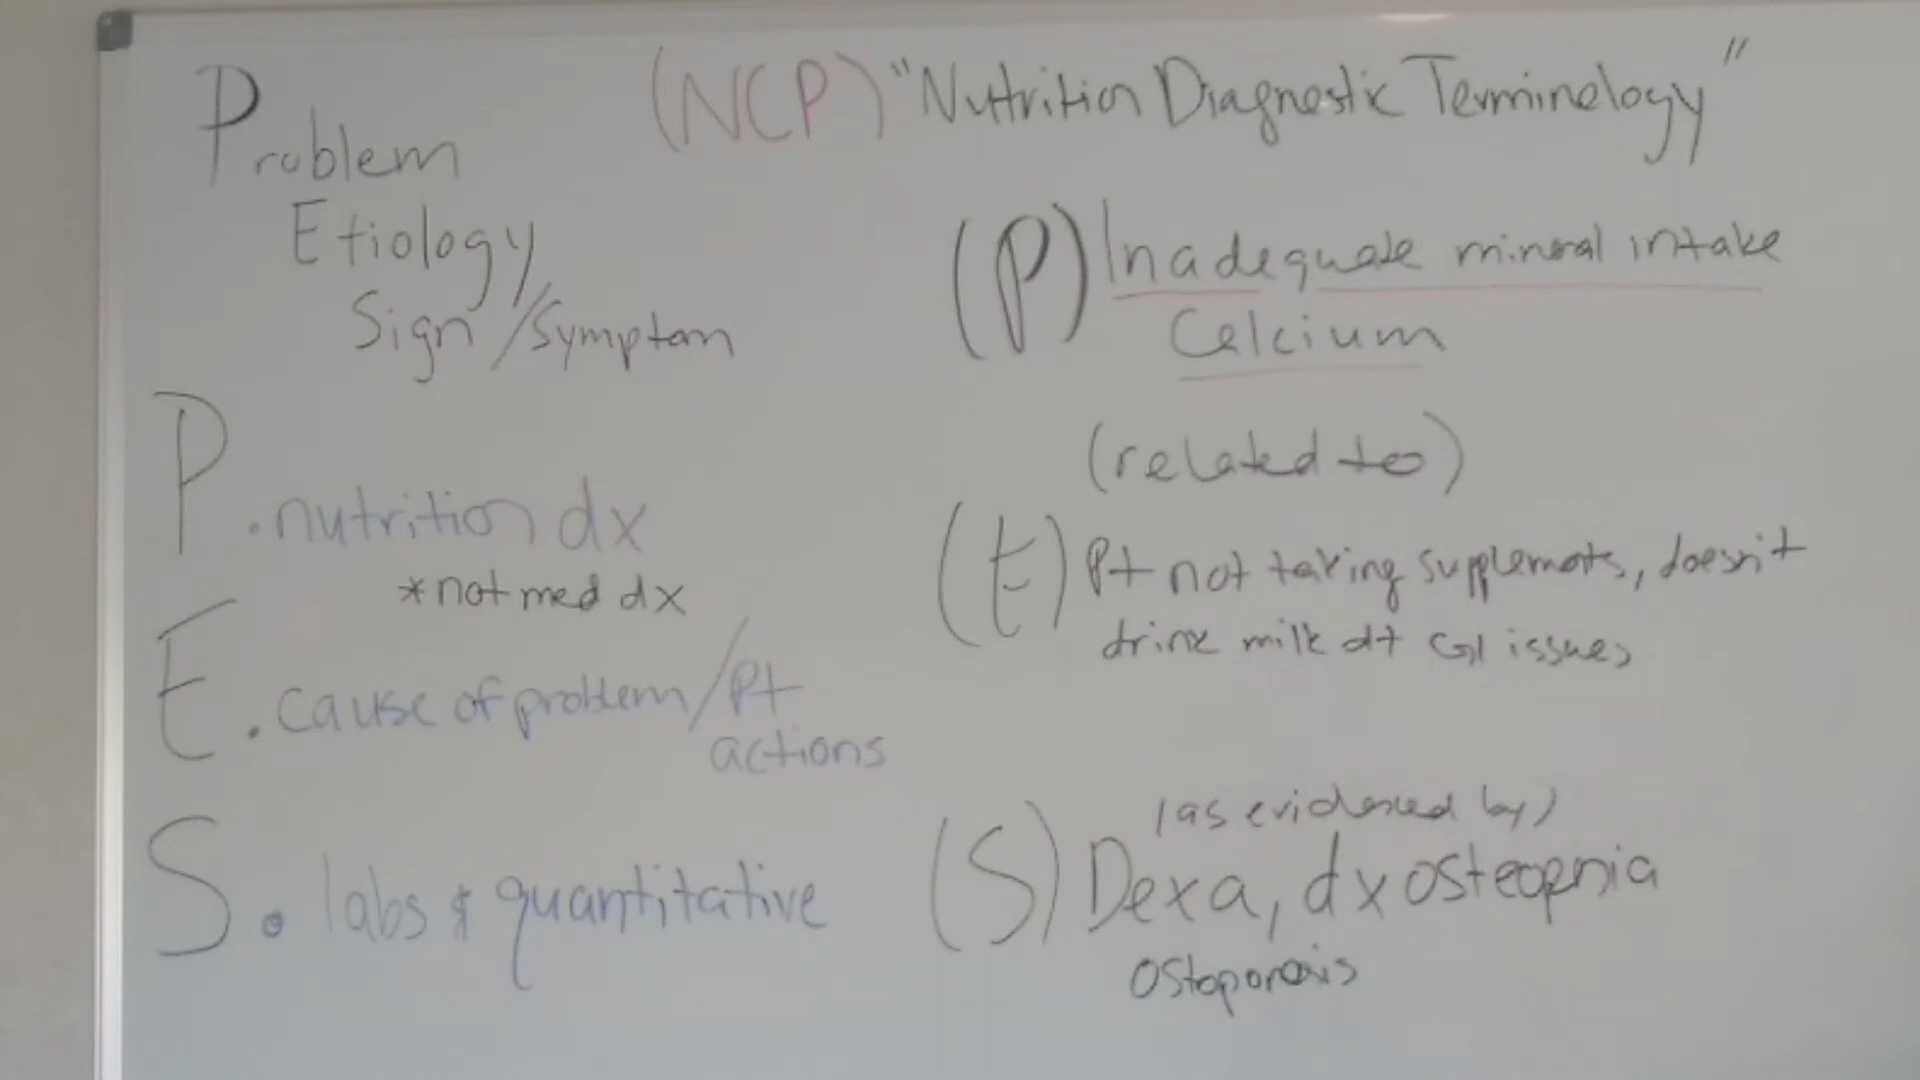 Problem
Etiology
Sign/Symptom
P. nutrition dx
*not med dx
E. cause of problem/Pt
actions
S. labs & quantitative
(NCP) "Nutrition Diagnostic Terminology"
(P) Inadequate mineral intake
Calcium
(related to)
(E) Pt not taking supplements, doesn't
drink milk dt GI issues
(as evidenced by)
(S) Dexa, dx osteopnia
Ostoporosis